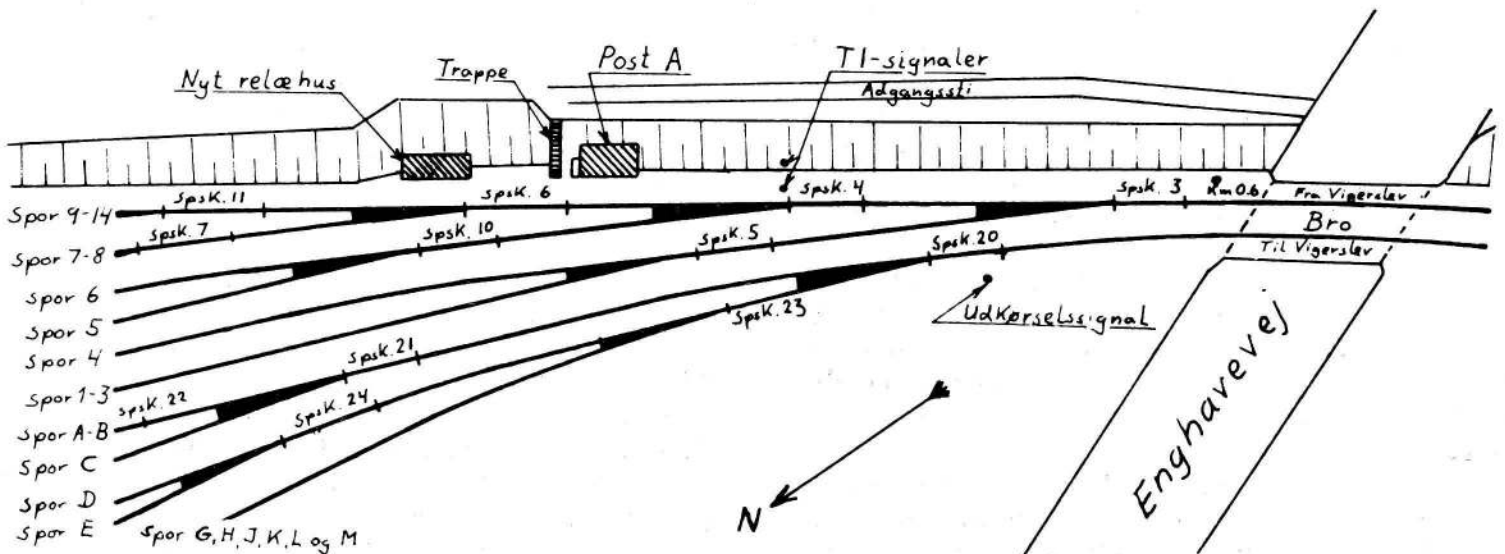 Nyt relæhus
Trappe
Post A
TI-signaler
Adgangssti
Spsk. 11
Spsk. 6
Spsk. 4
Spsk. 3
Km 0.6
Fra Vigerslev
Spor 9-14
Spsk. 7
Spsk. 10
Spsk. 5
Spsk. 20
Bro
Til Vigerslev
Spor 7-8
Spor 6
Spor 5
Spsk. 23
Udkørselssignal
Spor 4
Spsk. 21
Spor 1-3
Spsk. 22
Spsk. 24
Spor A-B
Spor C
Spor D
Spor E
Spor G, H, J, K, L og M
N
Enghavevej